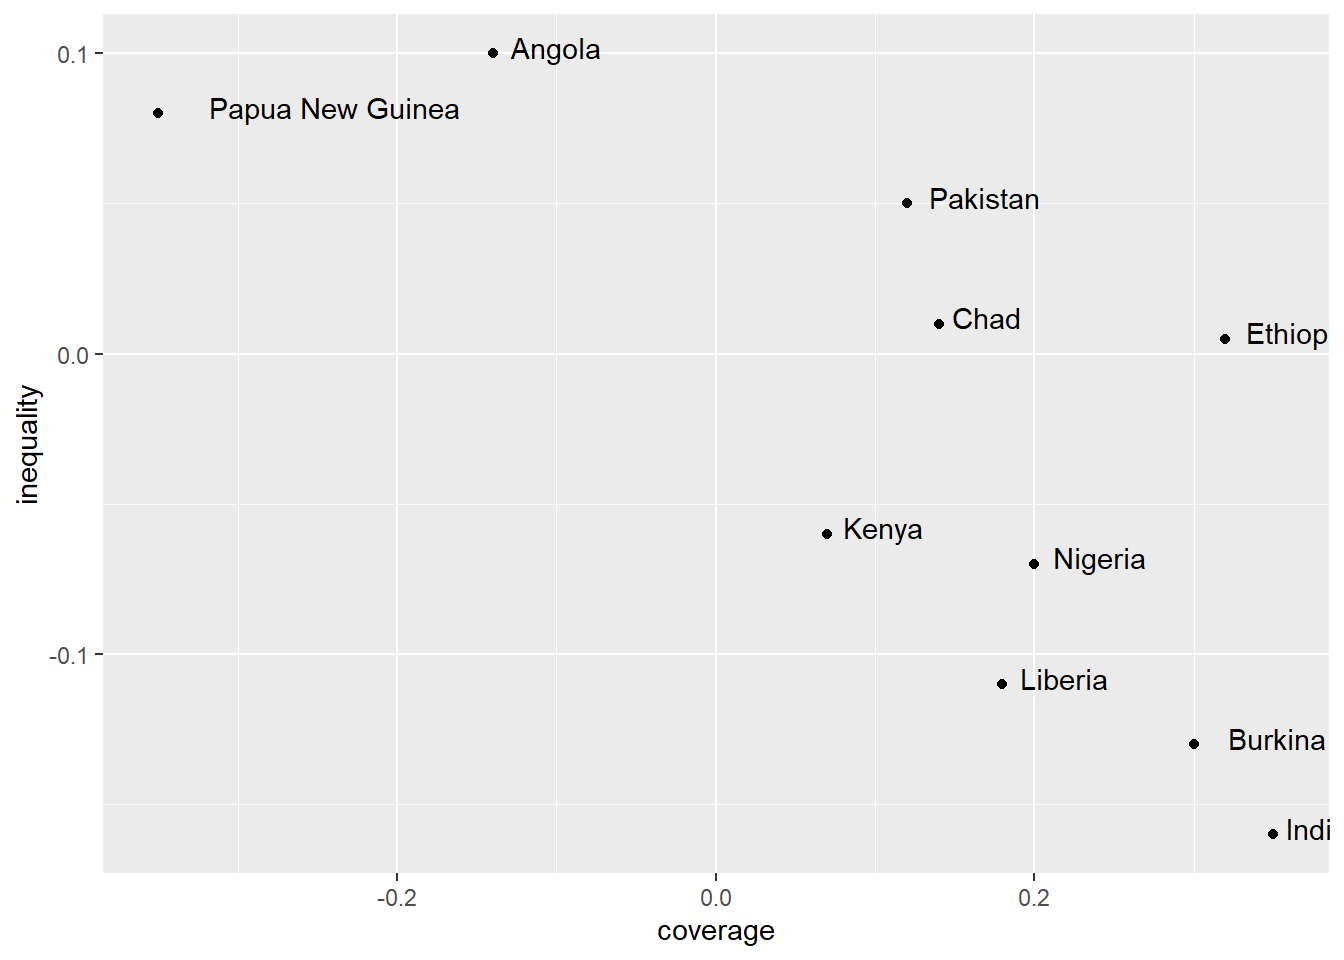 0.1
Angola
Papua New Guinea
Pakistan
Chad
Ethiop
0.0
inequality
Kenya
Nigeria
-0.1
Liberia
Burkina
Indi
-0.2 0.0 0.2
coverage